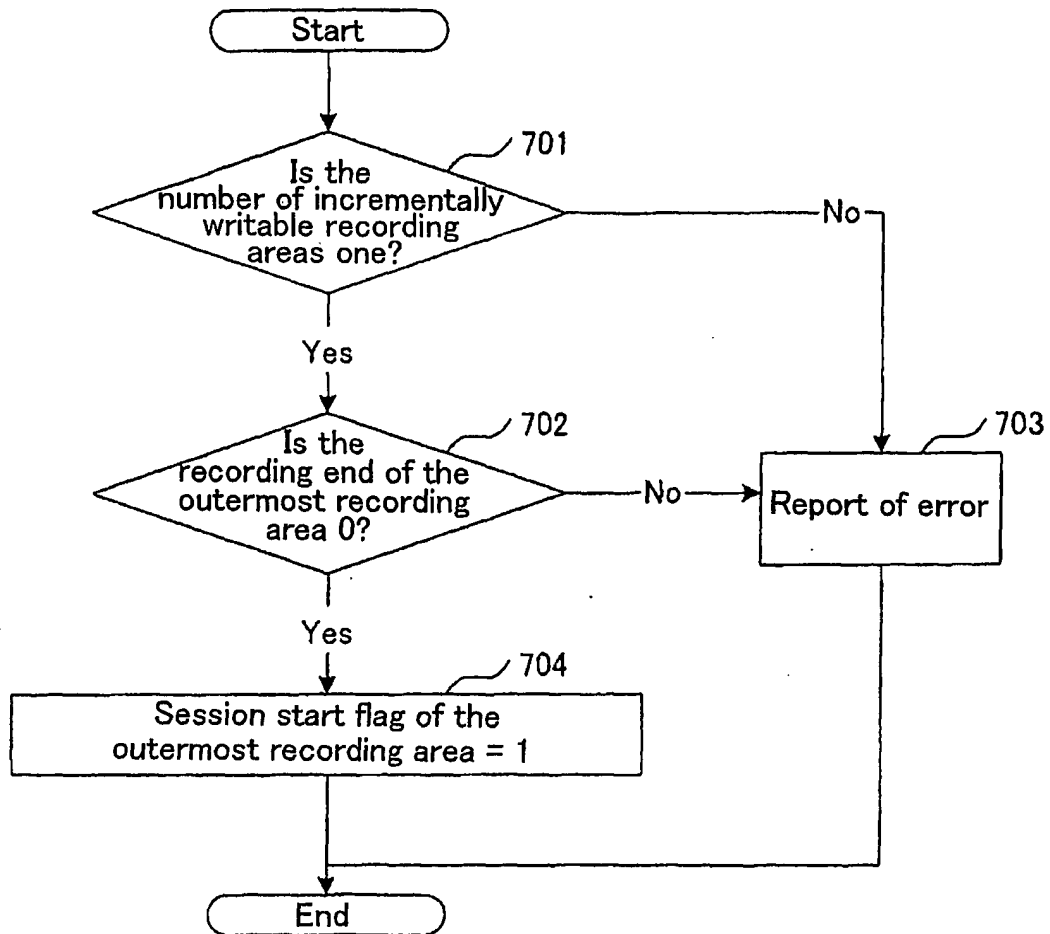 Start
701
Is the
number of incrementally
writable recording
areas one?
No
Yes
702
Is the
recording end of the
outermost recording
area 0?
No
703
Report of error
Yes
704
Session start flag of the
outermost recording area = 1
End